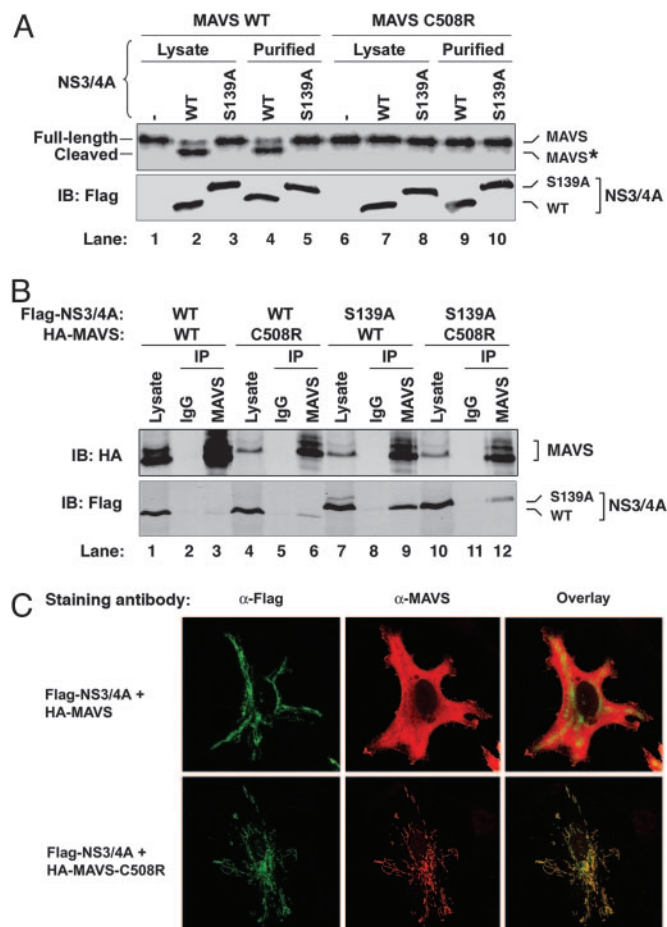 A
MAVS WT MAVS C508R
Lysate Purified Lysate Purified
NS3/4A
- WT S139A WT S139A - WT S139A WT S139A
Full-length MAVS
Cleaved MAVS*
IB: Flag S139A WT NS3/4A
Lane: 1 2 3 4 5 6 7 8 9 10
B
Flag-NS3/4A: WT WT S139A S139A
HA-MAVS: WT C508R WT C508R
IP IP IP IP
Lysate IgG MAVS Lysate IgG MAVS Lysate IgG MAVS Lysate IgG MAVS
IB: HA MAVS
IB: Flag S139A WT NS3/4A
Lane: 1 2 3 4 5 6 7 8 9 10 11 12
C
Staining antibody: α-Flag α-MAVS Overlay
Flag-NS3/4A +
HA-MAVS
Flag-NS3/4A +
HA-MAVS-C508R